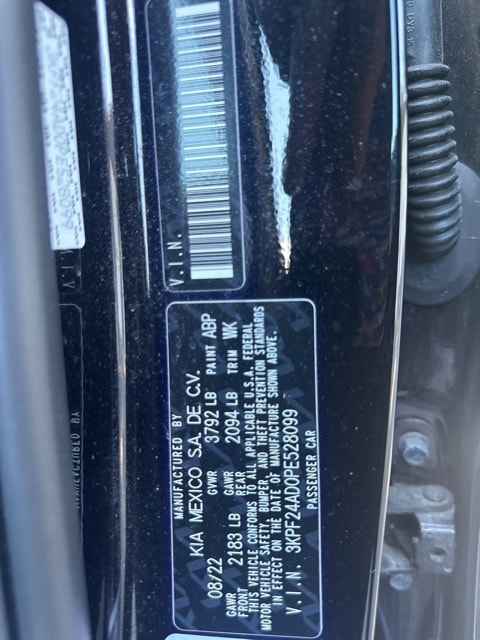 MANUFACTURED BY
KIA MEXICO S.A. DE C.V.
08/22 GVWR 3792 LB PAINT ABP
GAWR FRONT 2183 LB GAWR REAR 2094 LB TRIM WK
THIS VEHICLE CONFORMS TO ALL APPLICABLE U.S.A. FEDERAL
MOTOR VEHICLE SAFETY, BUMPER, AND THEFT PREVENTION STANDARDS
IN EFFECT ON THE DATE OF MANUFACTURE SHOWN ABOVE.
V.I.N. 3KPF24AD0PE528099
PASSENGER CAR
V.I.N.